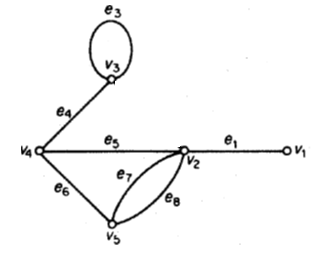 e₃
v₃
e₄
v₄ e₅ v₂ e₁ v₁
e₆ e₇ e₈
v₅